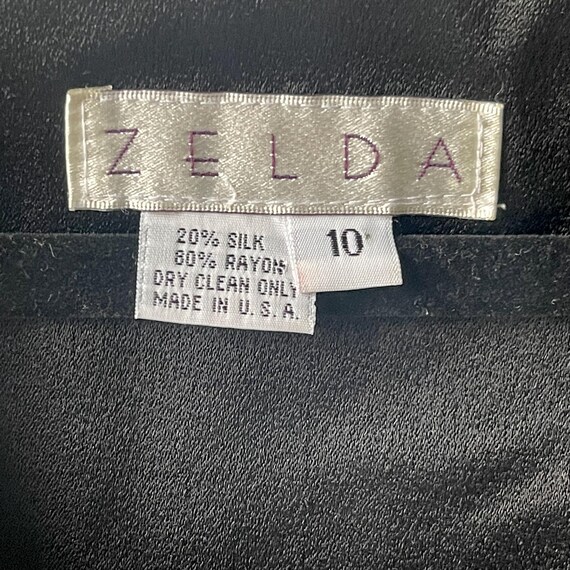 ZELDA
20% SILK
80% RAYON
DRY CLEAN ONLY
MADE IN U.S.A.
10